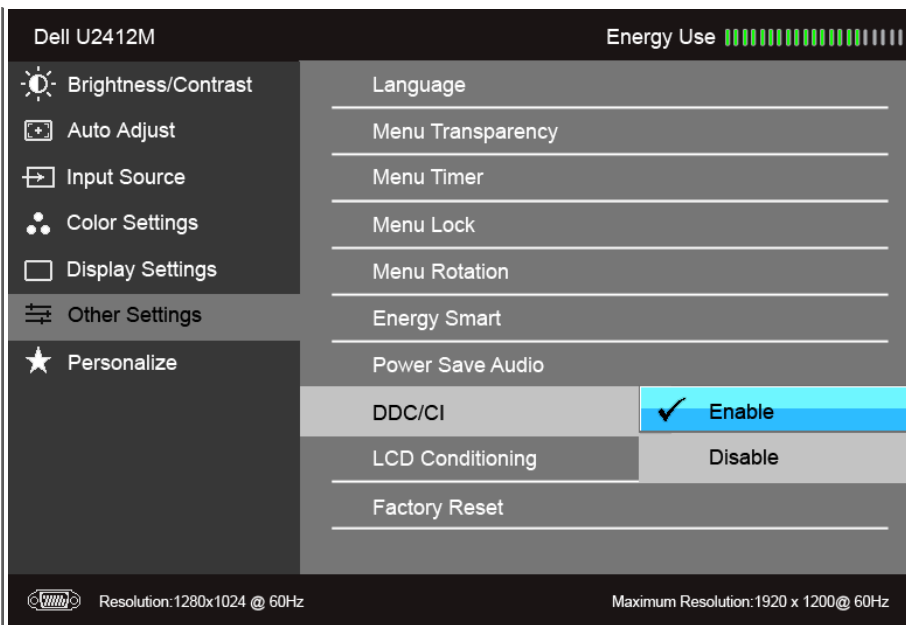 Dell U2412M
Energy Use
Brightness/Contrast
Auto Adjust
Input Source
Color Settings
Display Settings
Other Settings
Personalize
Language
Menu Transparency
Menu Timer
Menu Lock
Menu Rotation
Energy Smart
Power Save Audio
DDC/CI
Enable
Disable
LCD Conditioning
Factory Reset
Resolution:1280x1024 @ 60Hz
Maximum Resolution:1920 x 1200@ 60Hz